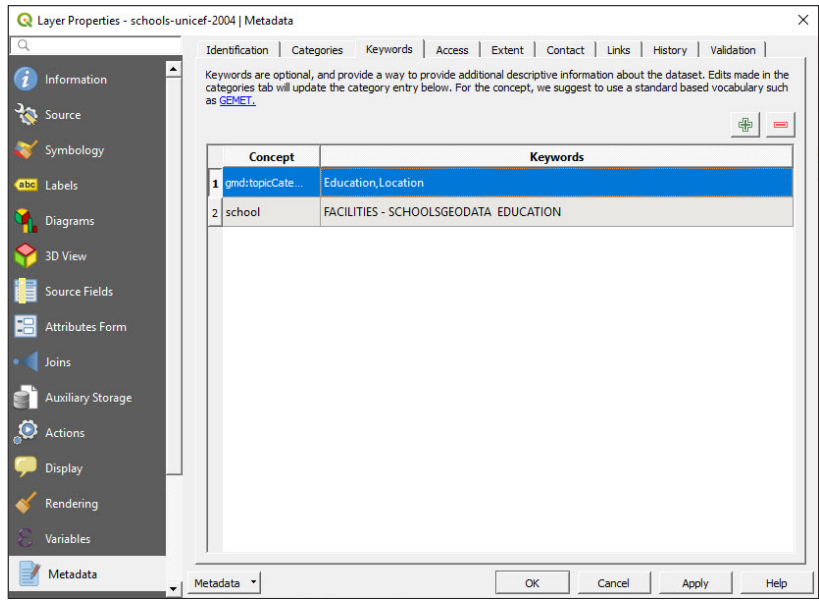 Layer Properties - schools-unicef-2004 | Metadata
Information
Source
Symbology
abc Labels
Diagrams
3D View
Source Fields
Attributes Form
Joins
Auxiliary Storage
Actions
Display
Rendering
Variables
Metadata
Identification Categories Keywords Access Extent Contact Links History Validation
Keywords are optional, and provide a way to provide additional descriptive information about the dataset. Edits made in the
categories tab will update the category entry below. For the concept, we suggest to use a standard based vocabulary such
as GEMET.
Concept Keywords
1 gmd:topicCate... Education,Location
2 school FACILITIES - SCHOOLSGEODATA EDUCATION
Metadata OK Cancel Apply Help